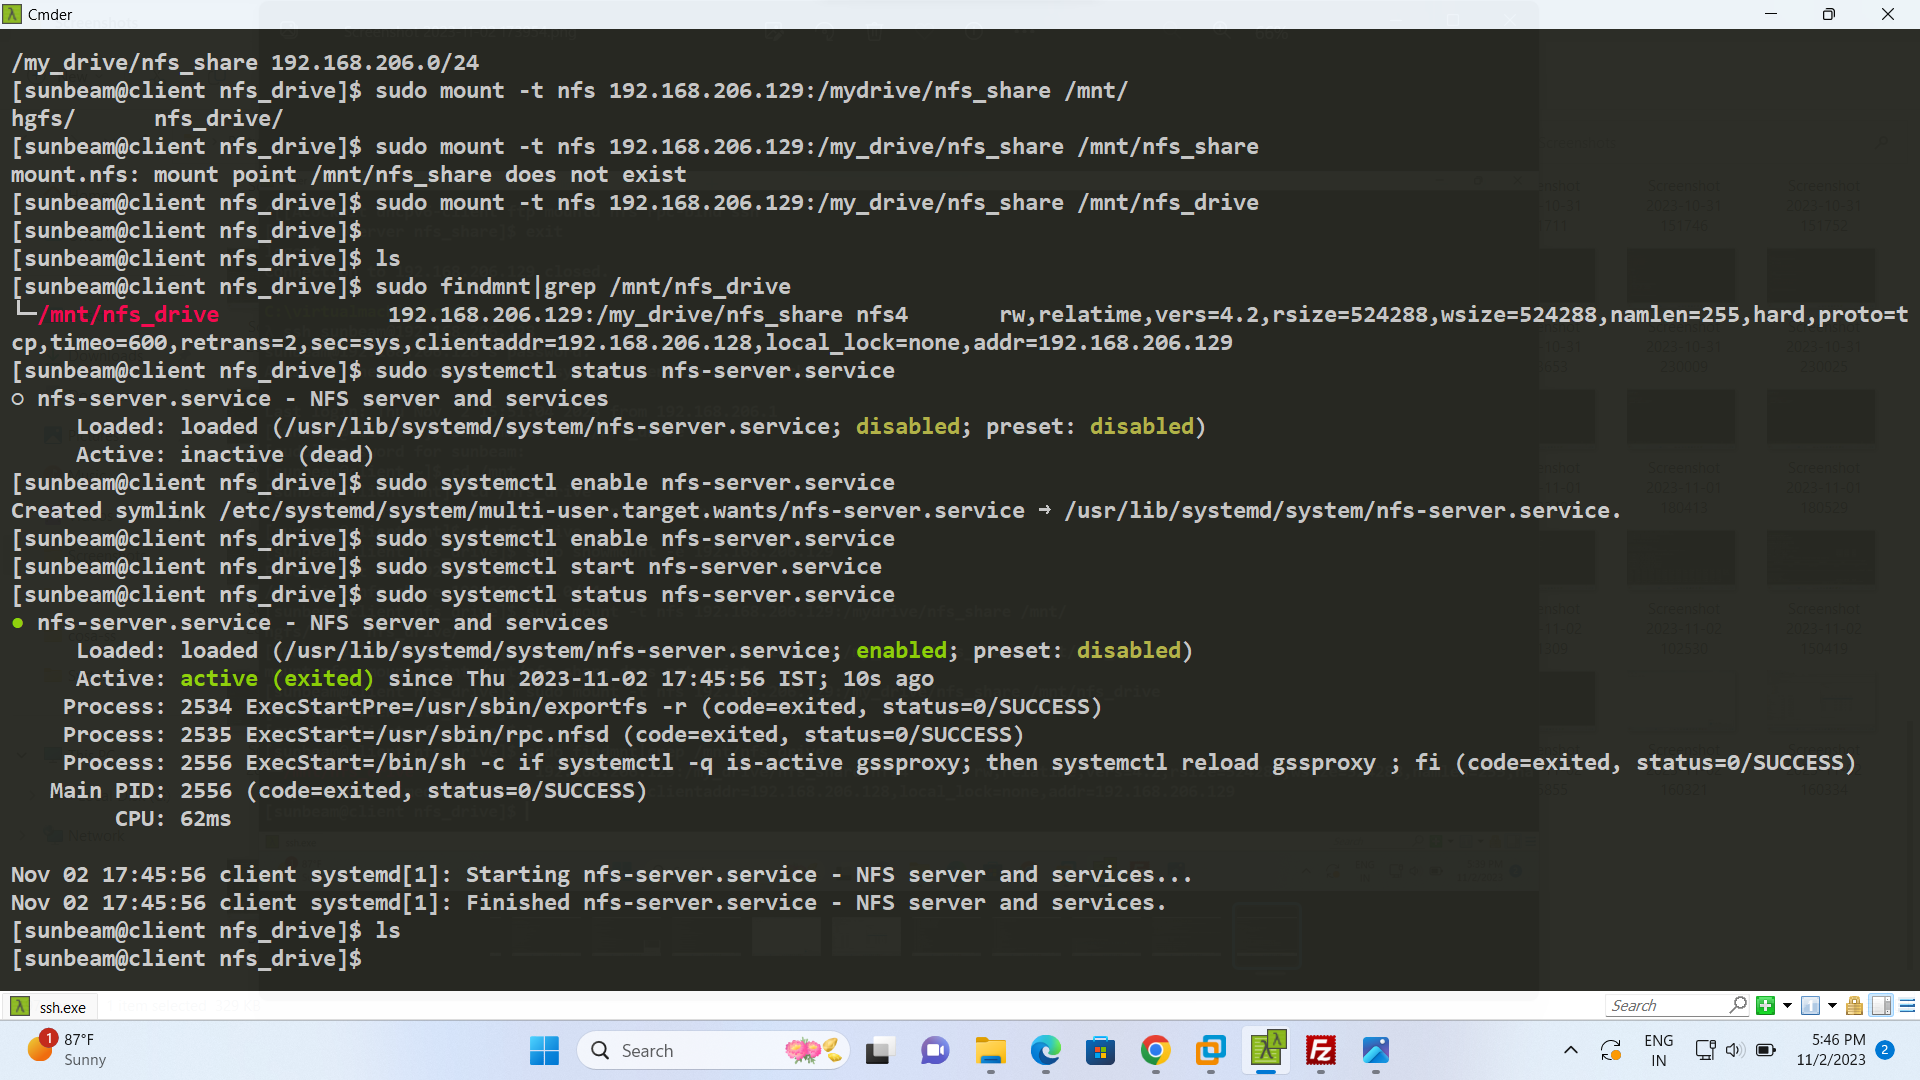 Cmder
/my_drive/nfs_share 192.168.206.0/24
[sunbeam@client nfs_drive]$ sudo mount -t nfs 192.168.206.129:/mydrive/nfs_share /mnt/
hgfs/      nfs_drive/
[sunbeam@client nfs_drive]$ sudo mount -t nfs 192.168.206.129:/my_drive/nfs_share /mnt/nfs_share
mount.nfs: mount point /mnt/nfs_share does not exist
[sunbeam@client nfs_drive]$ sudo mount -t nfs 192.168.206.129:/my_drive/nfs_share /mnt/nfs_drive
[sunbeam@client nfs_drive]$
[sunbeam@client nfs_drive]$ ls
[sunbeam@client nfs_drive]$ sudo findmnt|grep /mnt/nfs_drive
└─/mnt/nfs_drive             192.168.206.129:/my_drive/nfs_share nfs4       rw,relatime,vers=4.2,rsize=524288,wsize=524288,namlen=255,hard,proto=t
cp,timeo=600,retrans=2,sec=sys,clientaddr=192.168.206.128,local_lock=none,addr=192.168.206.129
[sunbeam@client nfs_drive]$ sudo systemctl status nfs-server.service
○ nfs-server.service - NFS server and services
     Loaded: loaded (/usr/lib/systemd/system/nfs-server.service; disabled; preset: disabled)
     Active: inactive (dead)
[sunbeam@client nfs_drive]$ sudo systemctl enable nfs-server.service
Created symlink /etc/systemd/system/multi-user.target.wants/nfs-server.service → /usr/lib/systemd/system/nfs-server.service.
[sunbeam@client nfs_drive]$ sudo systemctl enable nfs-server.service
[sunbeam@client nfs_drive]$ sudo systemctl start nfs-server.service
[sunbeam@client nfs_drive]$ sudo systemctl status nfs-server.service
● nfs-server.service - NFS server and services
     Loaded: loaded (/usr/lib/systemd/system/nfs-server.service; enabled; preset: disabled)
     Active: active (exited) since Thu 2023-11-02 17:45:56 IST; 10s ago
    Process: 2534 ExecStartPre=/usr/sbin/exportfs -r (code=exited, status=0/SUCCESS)
    Process: 2535 ExecStart=/usr/sbin/rpc.nfsd (code=exited, status=0/SUCCESS)
    Process: 2556 ExecStart=/bin/sh -c if systemctl -q is-active gssproxy; then systemctl reload gssproxy ; fi (code=exited, status=0/SUCCESS)
   Main PID: 2556 (code=exited, status=0/SUCCESS)
        CPU: 62ms
Nov 02 17:45:56 client systemd[1]: Starting nfs-server.service - NFS server and services...
Nov 02 17:45:56 client systemd[1]: Finished nfs-server.service - NFS server and services.
[sunbeam@client nfs_drive]$ ls
[sunbeam@client nfs_drive]$
ssh.exe
Search
1
87°F
Sunny
Search
ENG
IN
5:46 PM
11/2/2023
2